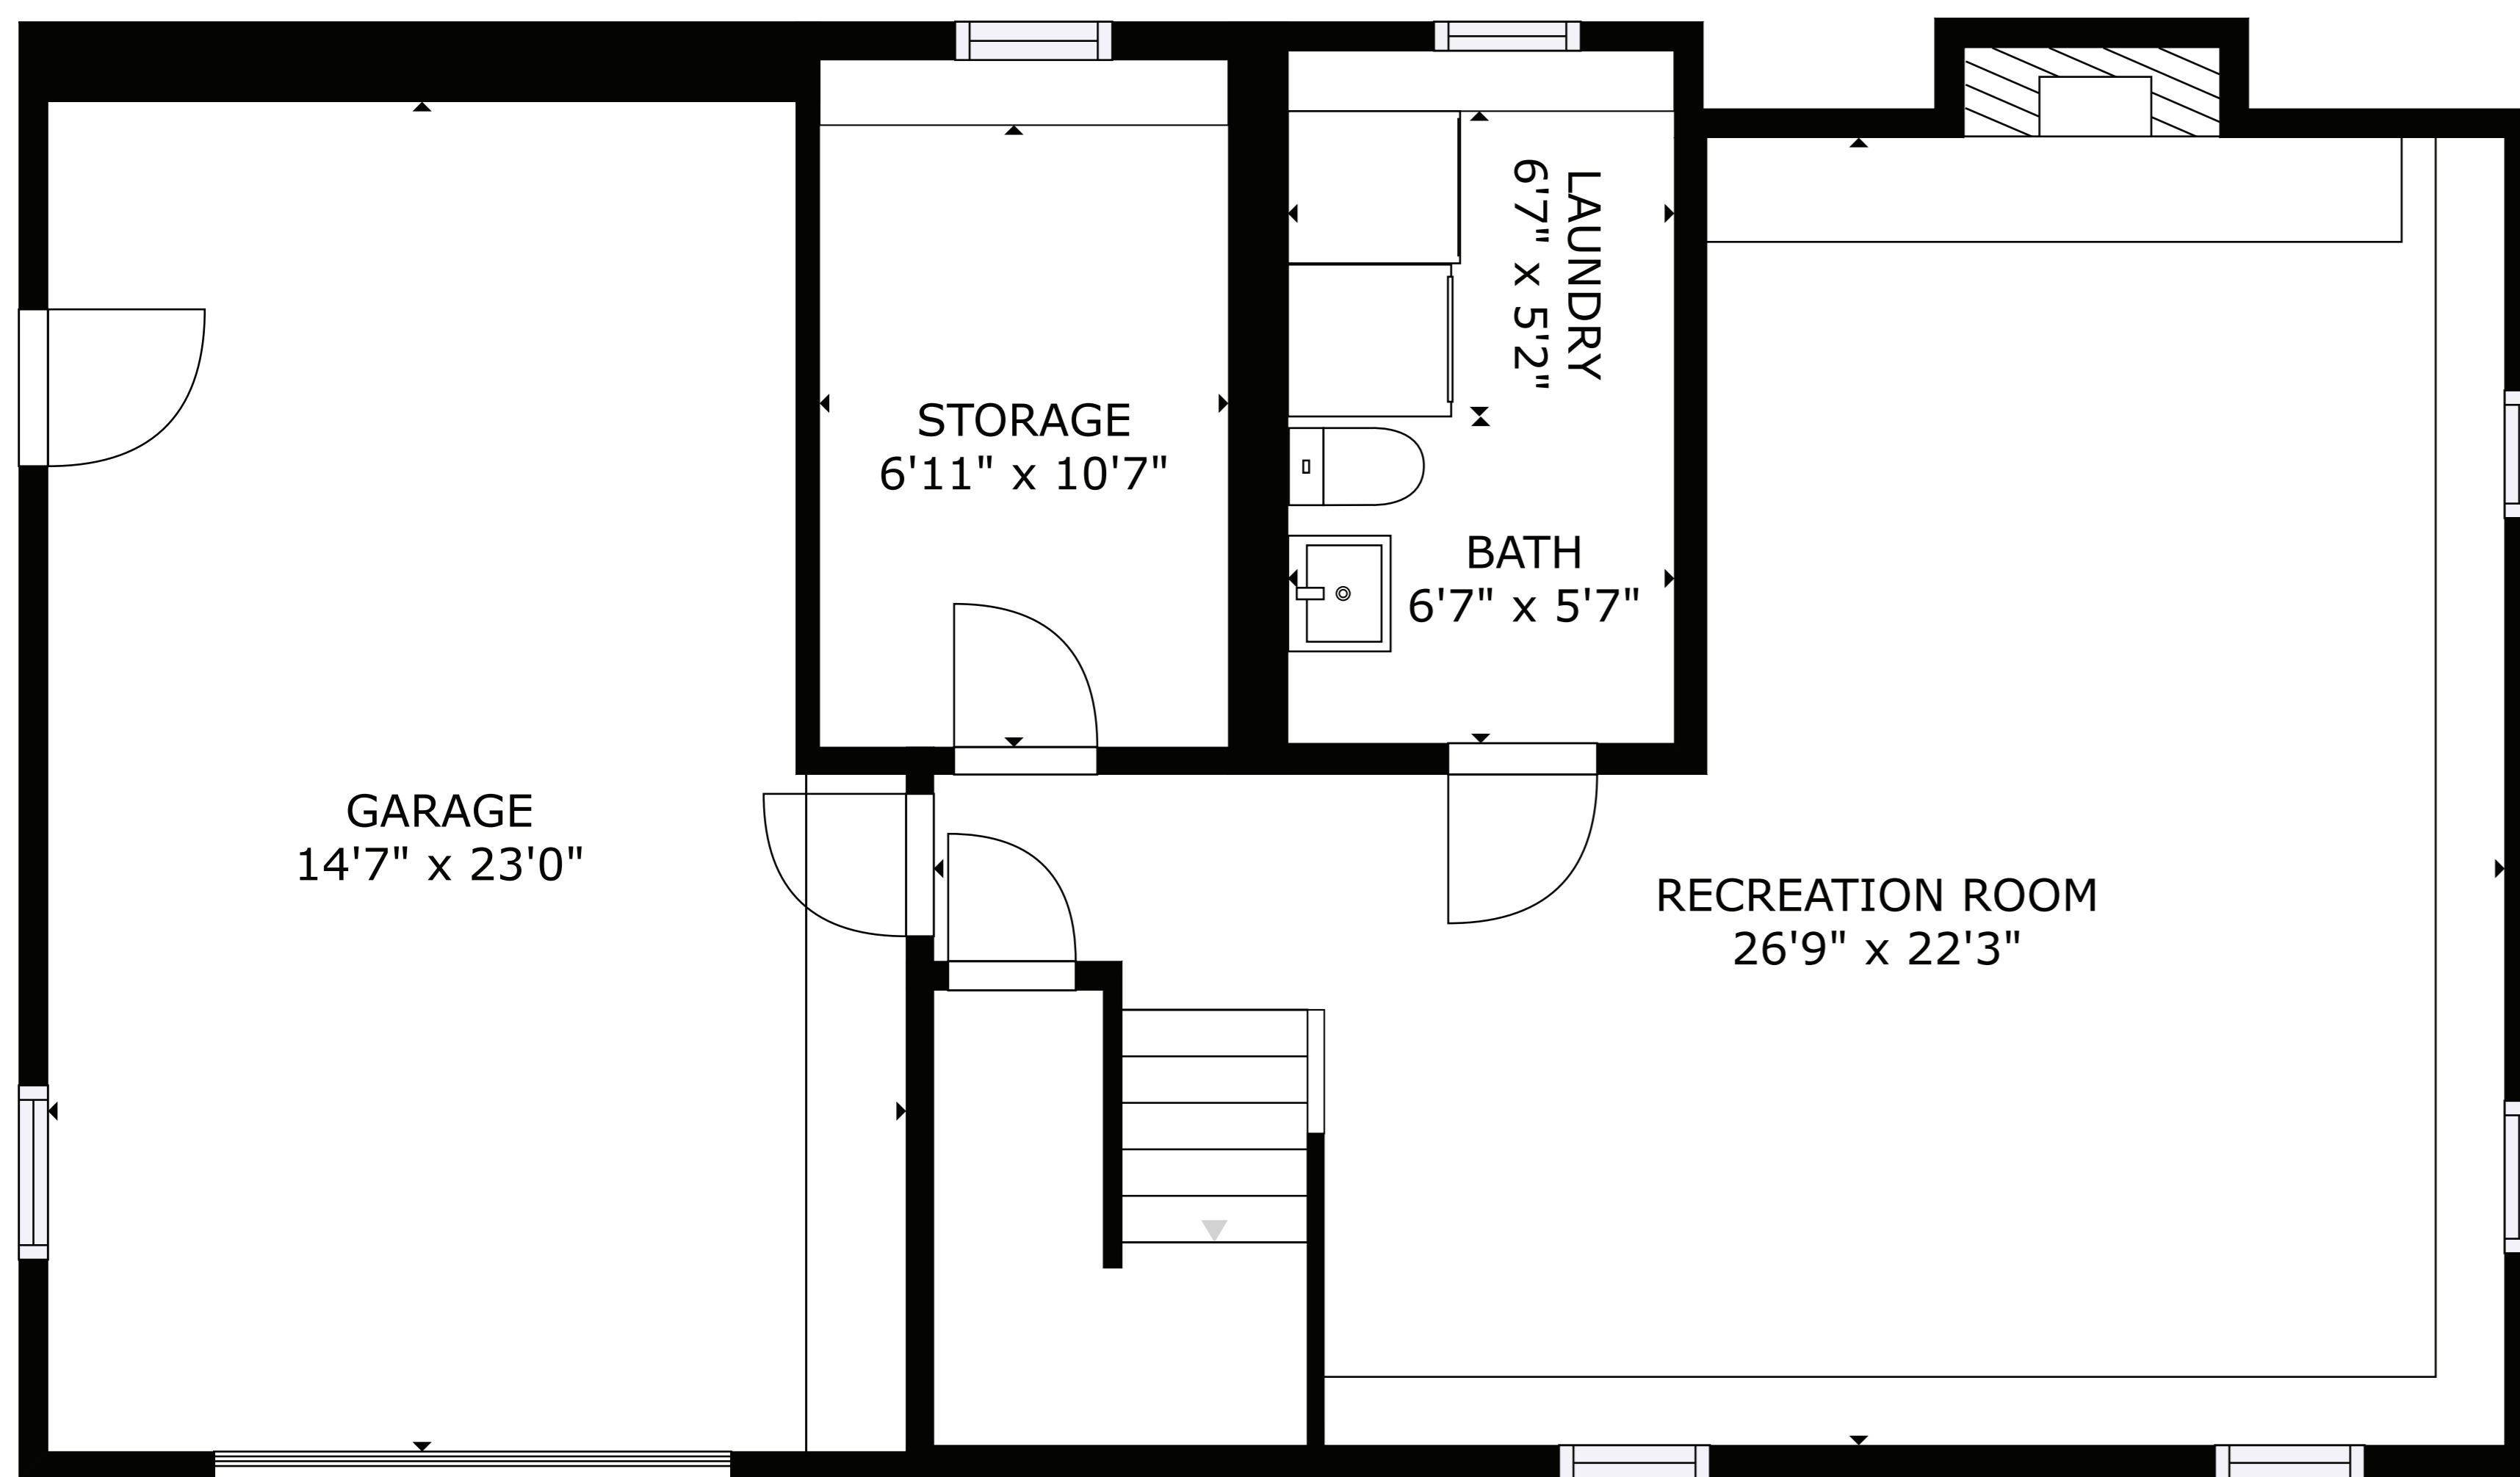 STORAGE
6'11" x 10'7"
LAUNDRY
6'7" x 5'2"
BATH
6'7" x 5'7"
GARAGE
14'7" x 23'0"
RECREATION ROOM
26'9" x 22'3"